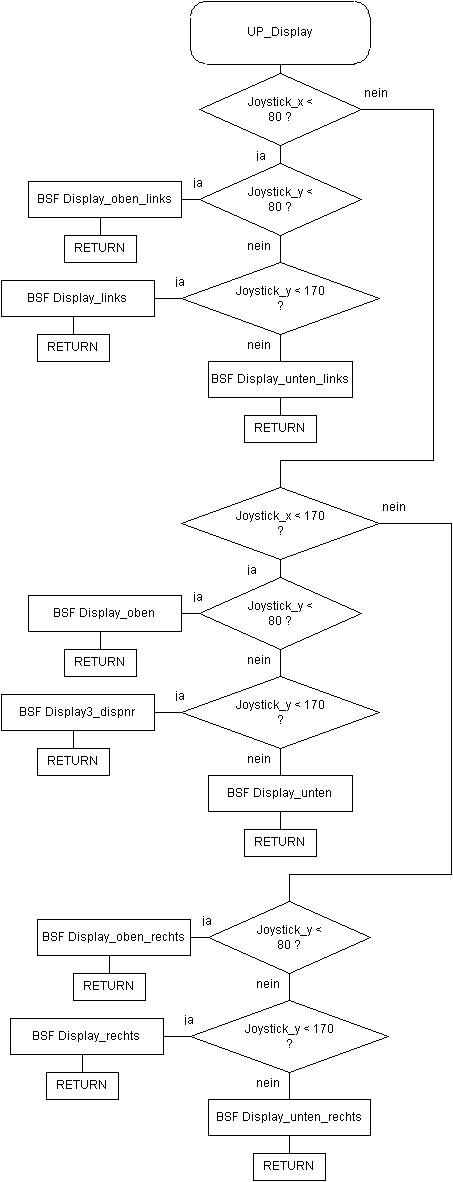 UP_Display
nein
Joystick_x <
80 ?
ja
ja
Joystick_y <
80 ?
BSF Display_oben_links
RETURN
nein
ja
Joystick_y < 170
?
BSF Display_links
RETURN
nein
BSF Display_unten_links
RETURN
Joystick_x < 170
?
nein
ja
ja
Joystick_y <
80 ?
BSF Display_oben
RETURN
nein
ja
Joystick_y < 170
?
BSF Display3_dispnr
RETURN
nein
BSF Display_unten
RETURN
ja
Joystick_y <
80 ?
BSF Display_oben_rechts
RETURN
nein
ja
Joystick_y < 170
?
BSF Display_rechts
RETURN
nein
BSF Display_unten_rechts
RETURN